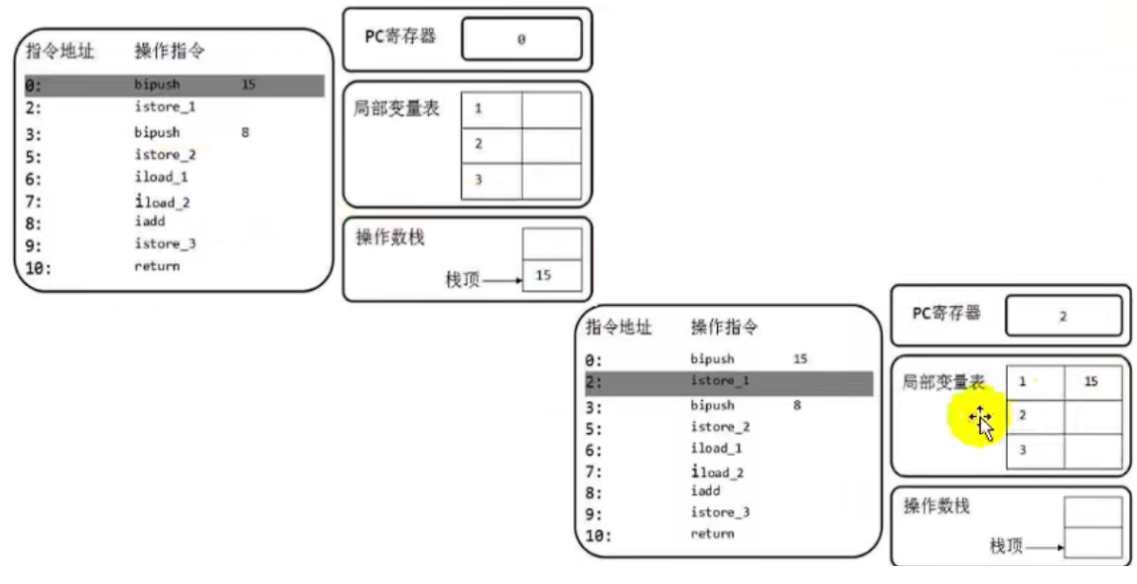 指令地址 操作指令
0: bipush 15
2: istore_1
3: bipush 8
5: istore_2
6: iload_1
7: iload_2
8: iadd
9: istore_3
10: return
PC寄存器 0
局部变量表 1
2
3
操作数栈
栈顶 15
指令地址 操作指令
0: bipush 15
2: istore_1
3: bipush 8
5: istore_2
6: iload_1
7: iload_2
8: iadd
9: istore_3
10: return
PC寄存器 2
局部变量表 1 15
2
3
操作数栈
栈顶